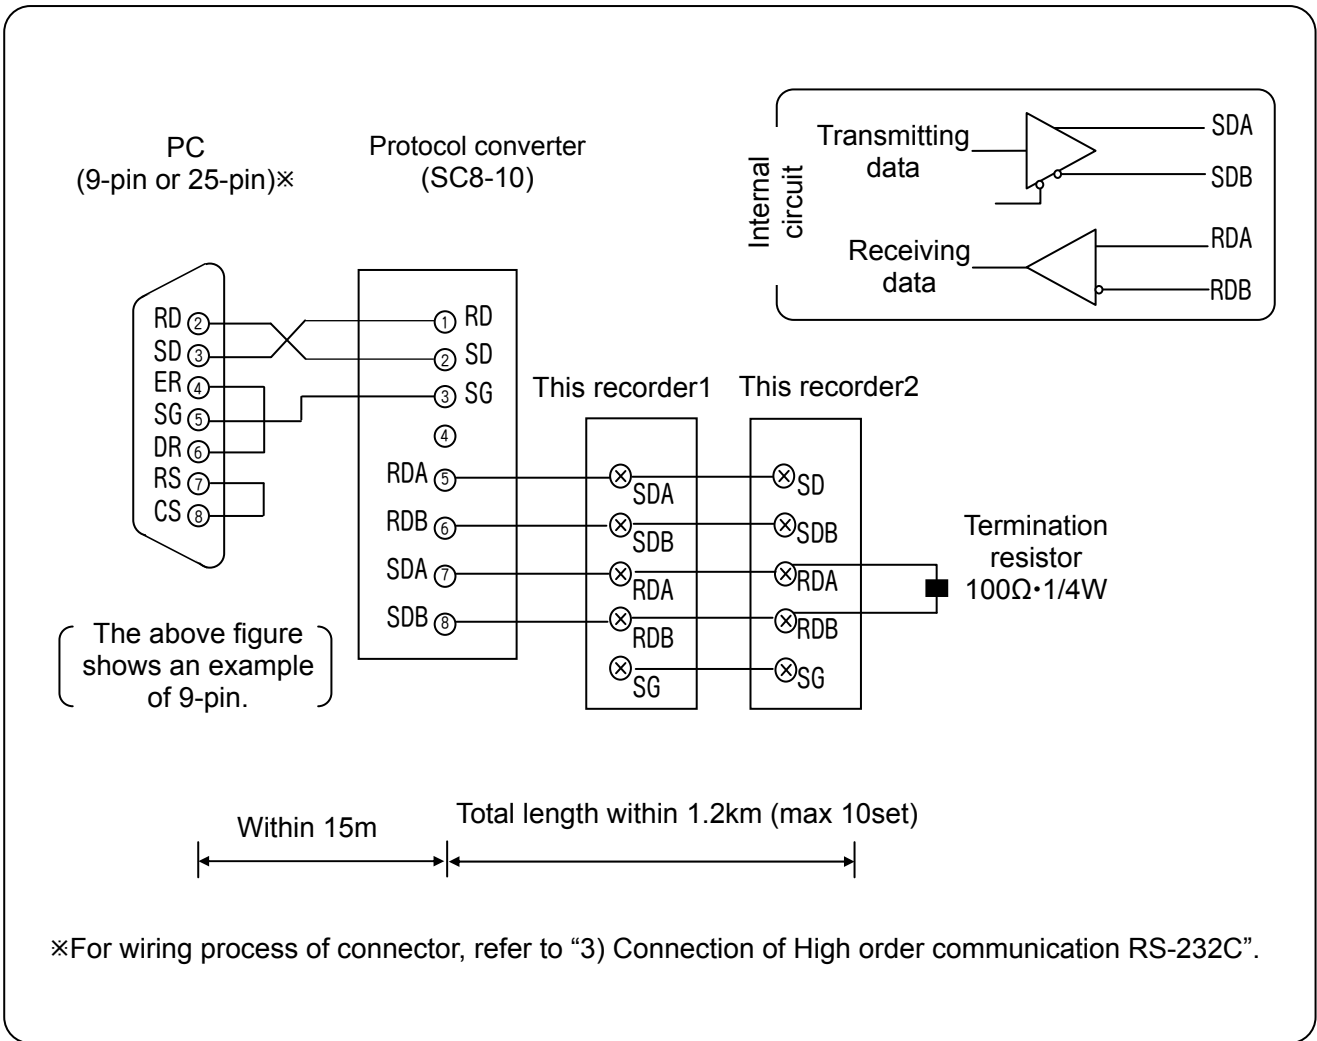 PC
(9-pin or 25-pin)※
Protocol converter
(SC8-10)
Internal
circuit
Transmitting
data
SDA
SDB
Receiving
data
RDA
RDB
RD ②
SD ③
ER ④
SG ⑤
DR ⑥
RS ⑦
CS ⑧
① RD
② SD
③ SG
④
RDA ⑤
RDB ⑥
SDA ⑦
SDB ⑧
This recorder1
SDA
SDB
RDA
RDB
SG
This recorder2
SD
SDB
RDA
RDB
SG
Termination
resistor
100Ω・1/4W
The above figure
shows an example
of 9-pin.
Within 15m
Total length within 1.2km (max 10set)
※For wiring process of connector, refer to “3) Connection of High order communication RS-232C”.